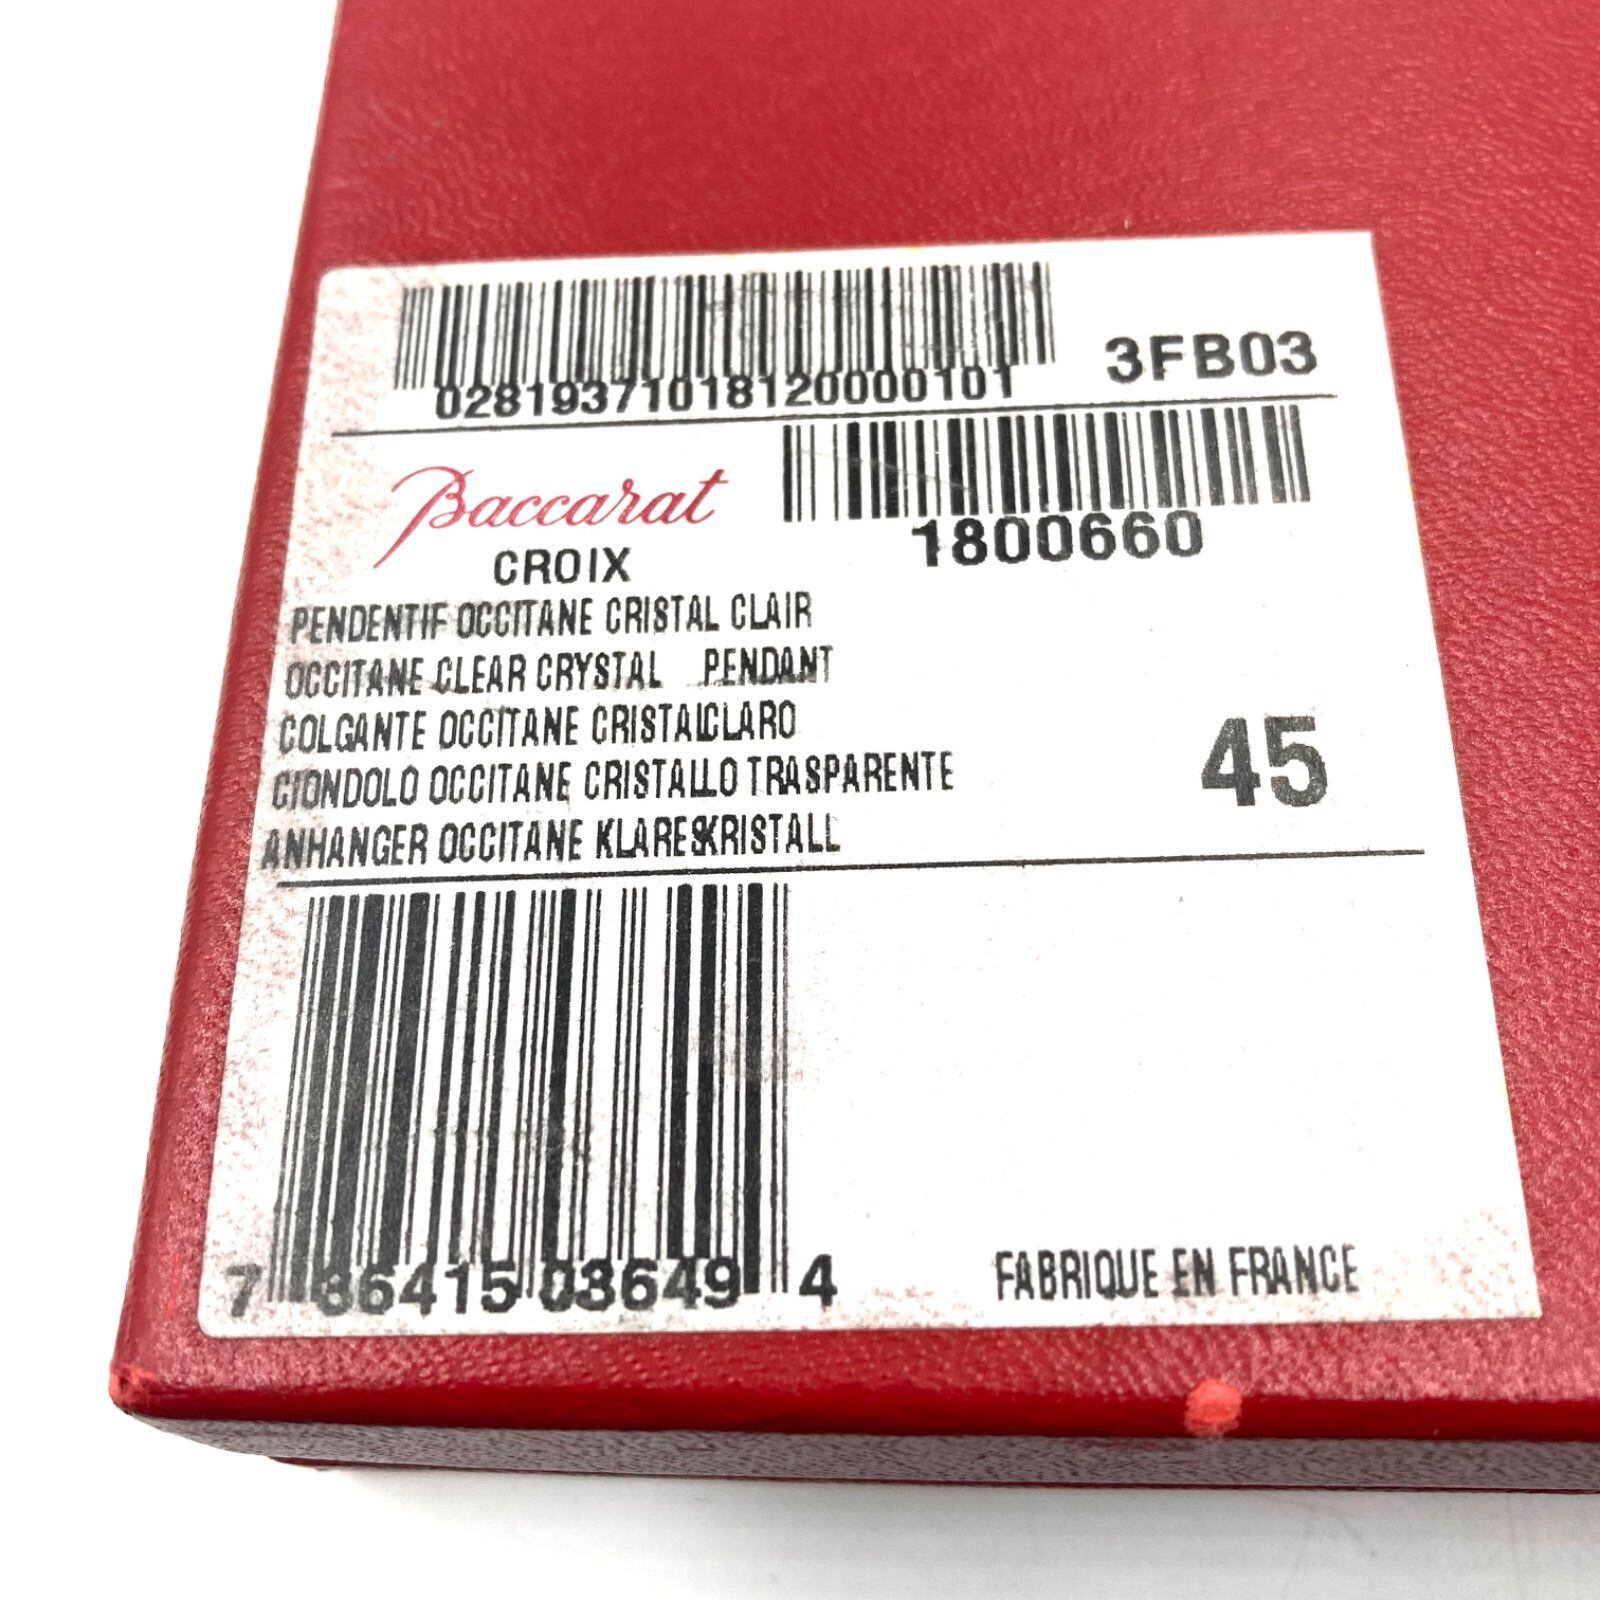 02819371018120000101
3FB03
Baccarat
1800660
CROIX
PENDENTIF OCCITANE CRISTAL CLAIR
OCCITANE CLEAR CRYSTAL PENDANT
COLGANTE OCCITANE CRISTALCLARO
CIONDOLO OCCITANE CRISTALLO TRASPARENTE
45
ANHANGER OCCITANE KLARESKRISTALL
7 36415 03649 4
FABRIQUE EN FRANCE